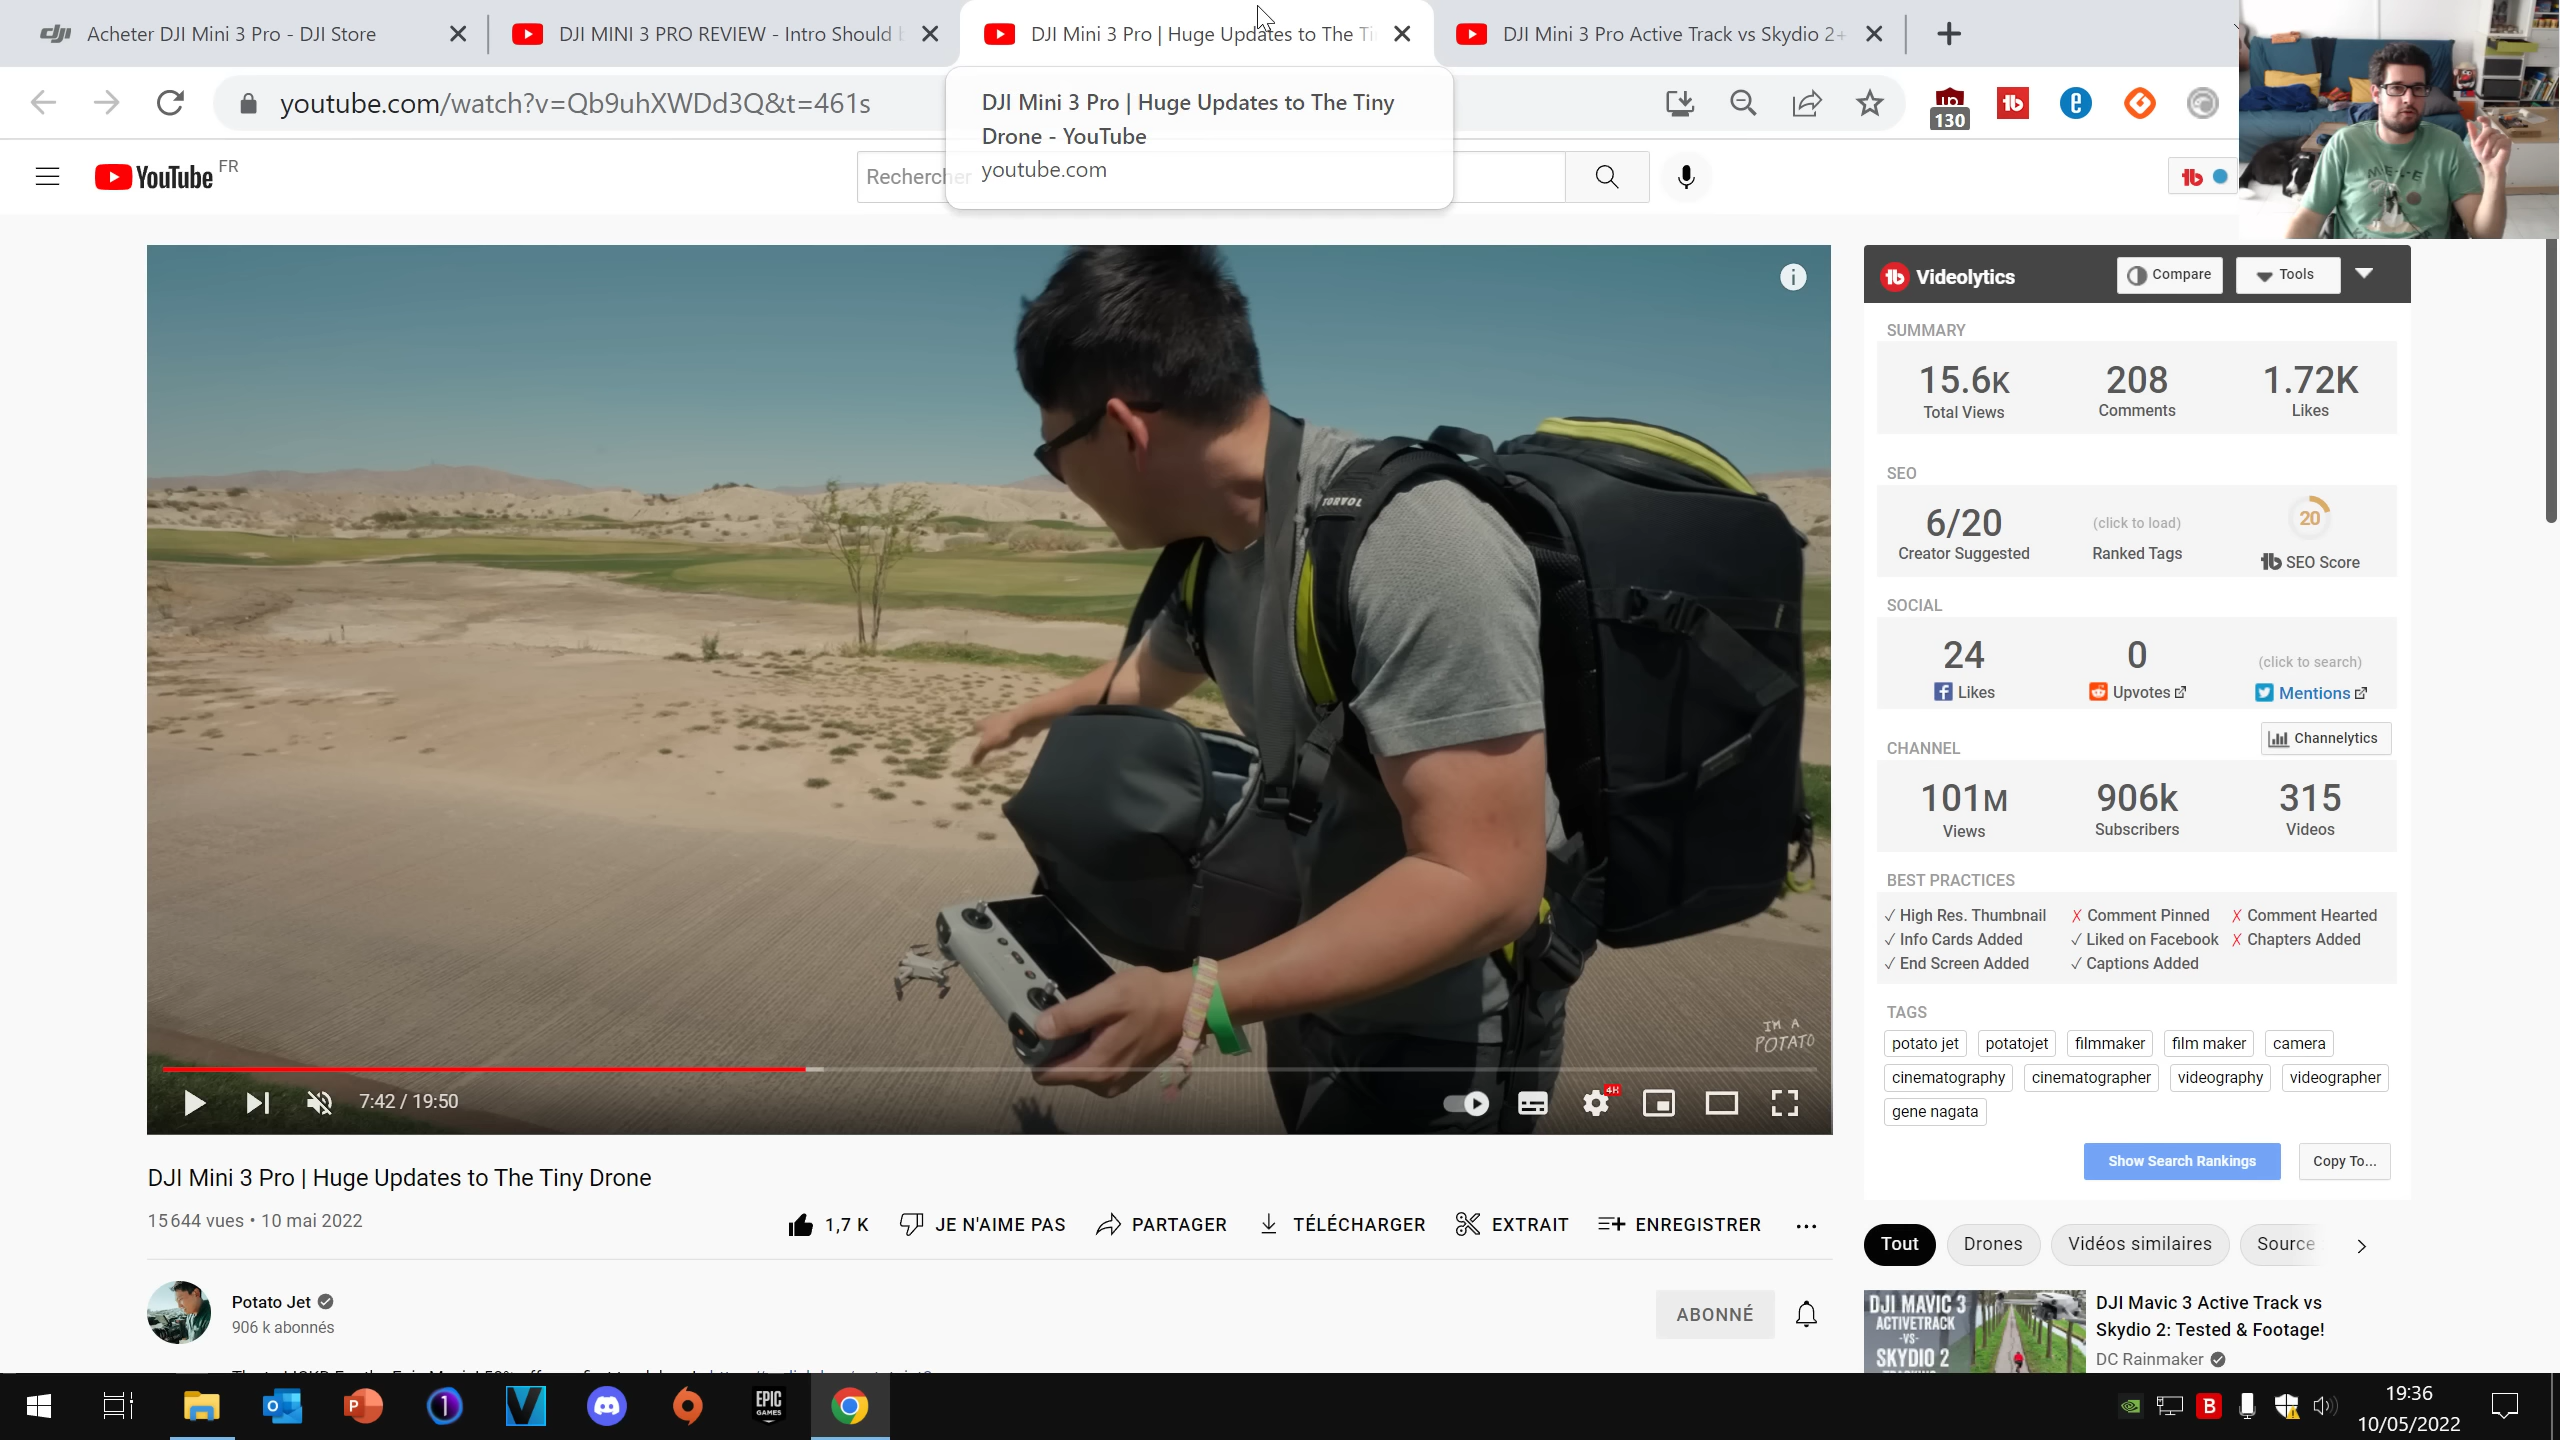 dji Acheter DJI Mini 3 Pro - DJI Store
DJI MINI 3 PRO REVIEW - Intro Should
DJI Mini 3 Pro | Huge Updates to The Ti
DJI Mini 3 Pro Active Track vs Skydio 2+
youtube.com/watch?v=Qb9uhXWDd3Q&t=461s
DJI Mini 3 Pro | Huge Updates to The Tiny
Drone - YouTube
youtube.com
130
YouTube FR
Rechercher
TORVOL
I'M A
POTATO
7:42 / 19:50
4K
DJI Mini 3 Pro | Huge Updates to The Tiny Drone
15 644 vues • 10 mai 2022
1,7 K
JE N'AIME PAS
PARTAGER
TÉLÉCHARGER
EXTRAIT
ENREGISTRER
Potato Jet
906 k abonnés
ABONNÉ
Videolytics
Compare
Tools
SUMMARY
15.6K 208 1.72K
Total Views Comments Likes
SEO
6/20 (click to load) 20
Creator Suggested Ranked Tags SEO Score
SOCIAL
24 0 (click to search)
Likes Upvotes Mentions
CHANNEL Channelytics
101M 906k 315
Views Subscribers Videos
BEST PRACTICES
✓ High Res. Thumbnail ✗ Comment Pinned ✗ Comment Hearted
✓ Info Cards Added ✓ Liked on Facebook ✗ Chapters Added
✓ End Screen Added ✓ Captions Added
TAGS
potato jet potatojet filmmaker film maker camera
cinematography cinematographer videography videographer
gene nagata
Show Search Rankings Copy To...
Tout Drones Vidéos similaires Source
DJI MAVIC 3
ACTIVETRACK
-VS-
SKYDIO 2
DJI Mavic 3 Active Track vs
Skydio 2: Tested & Footage!
DC Rainmaker
EPIC
GAMES
19:36
10/05/2022